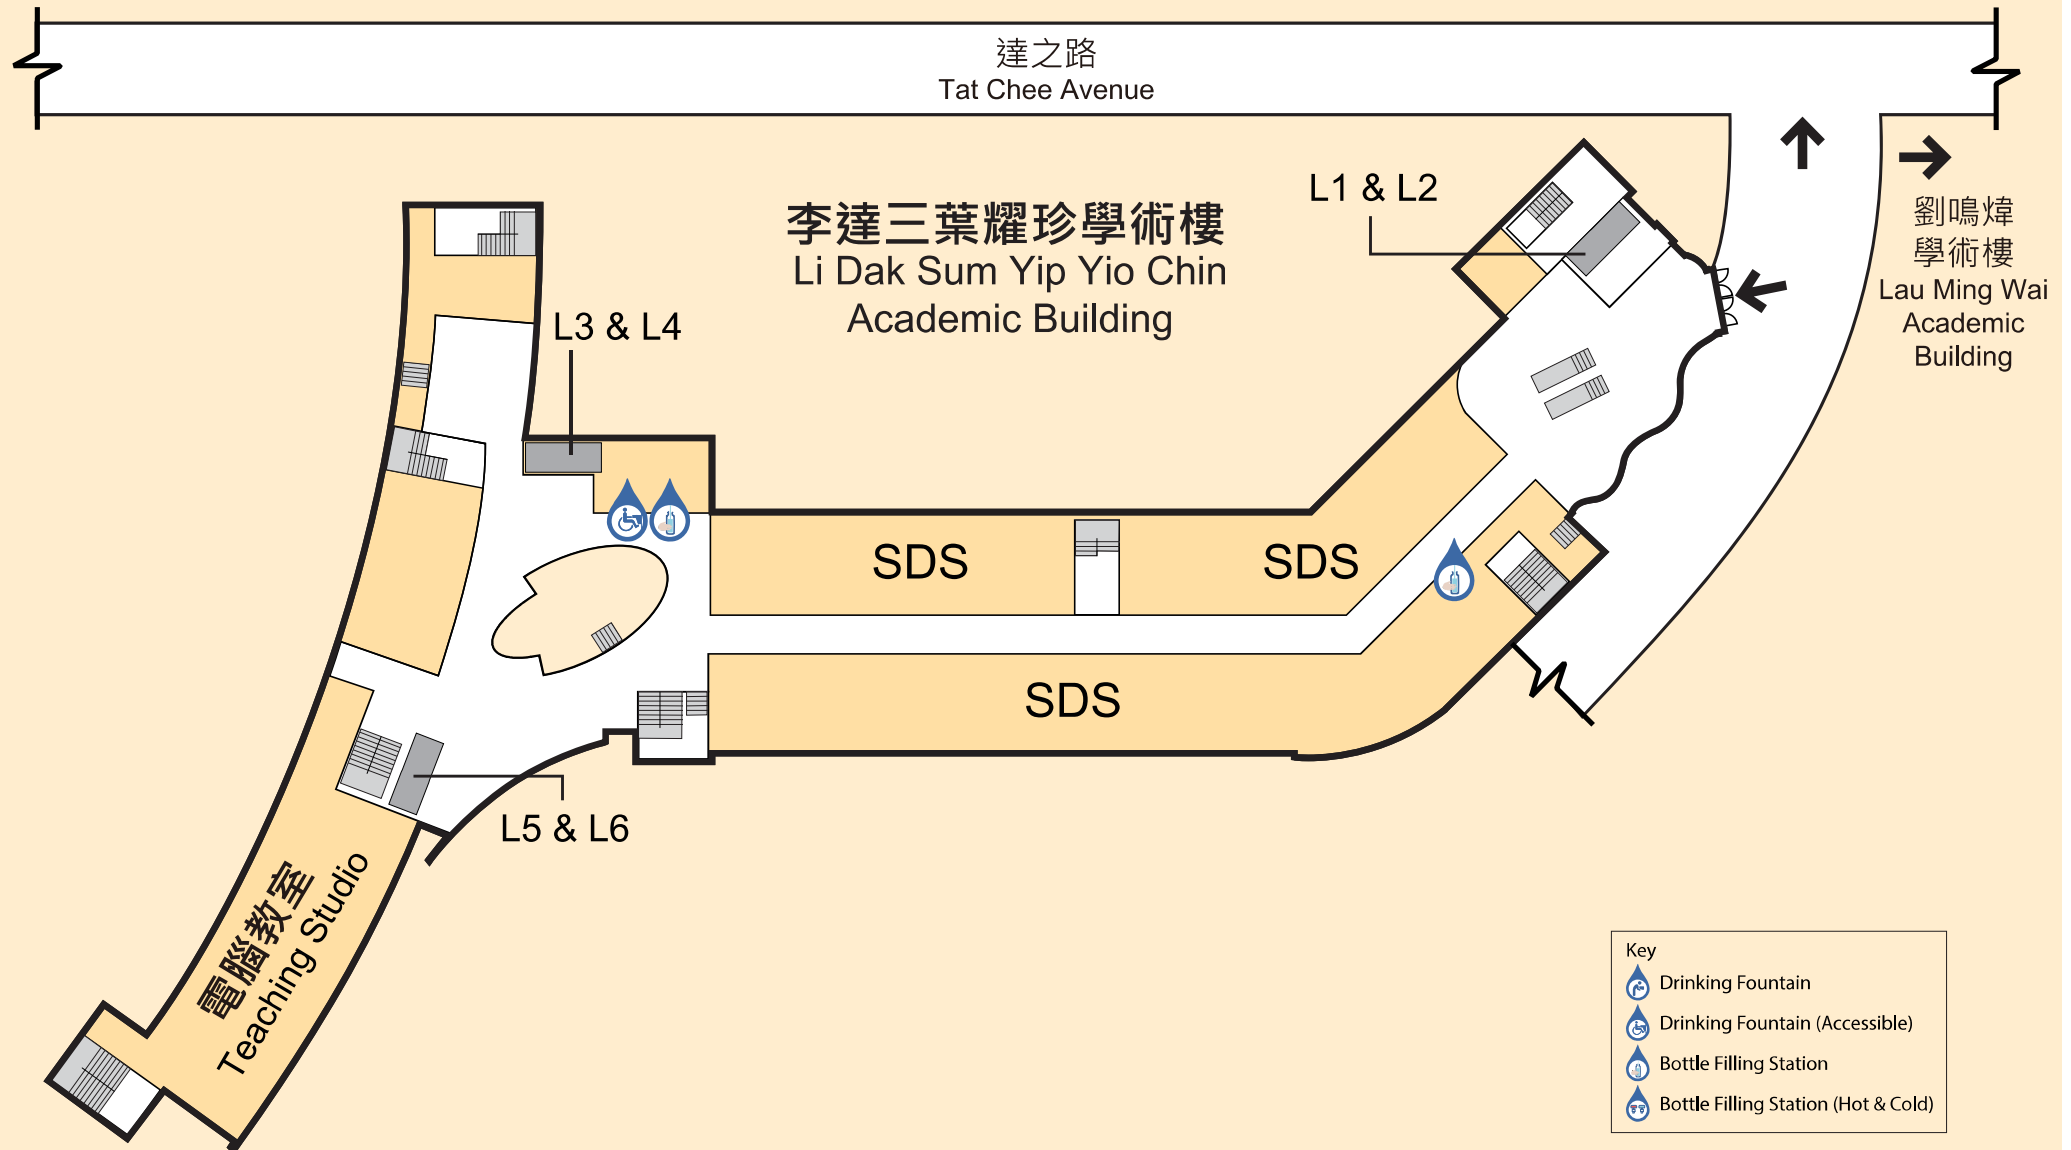 達之路
Tat Chee Avenue
L1 & L2
李達三葉耀珍學術樓
Li Dak Sum Yip Yio Chin
Academic Building
劉鳴煒
學術樓
Lau Ming Wai
Academic
Building
L3 & L4
SDS
SDS
SDS
L5 & L6
電腦教室
Teaching Studio
Key
Drinking Fountain
Drinking Fountain (Accessible)
Bottle Filling Station
Bottle Filling Station (Hot & Cold)